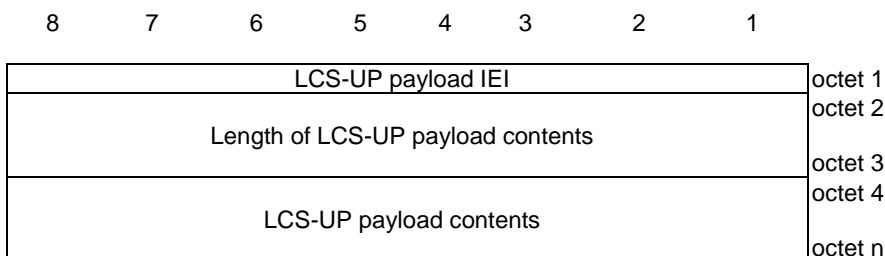 8 7 6 5 4 3 2 1
LCS-UP payload IEI octet 1
octet 2
Length of LCS-UP payload contents
octet 3
octet 4
LCS-UP payload contents
octet n